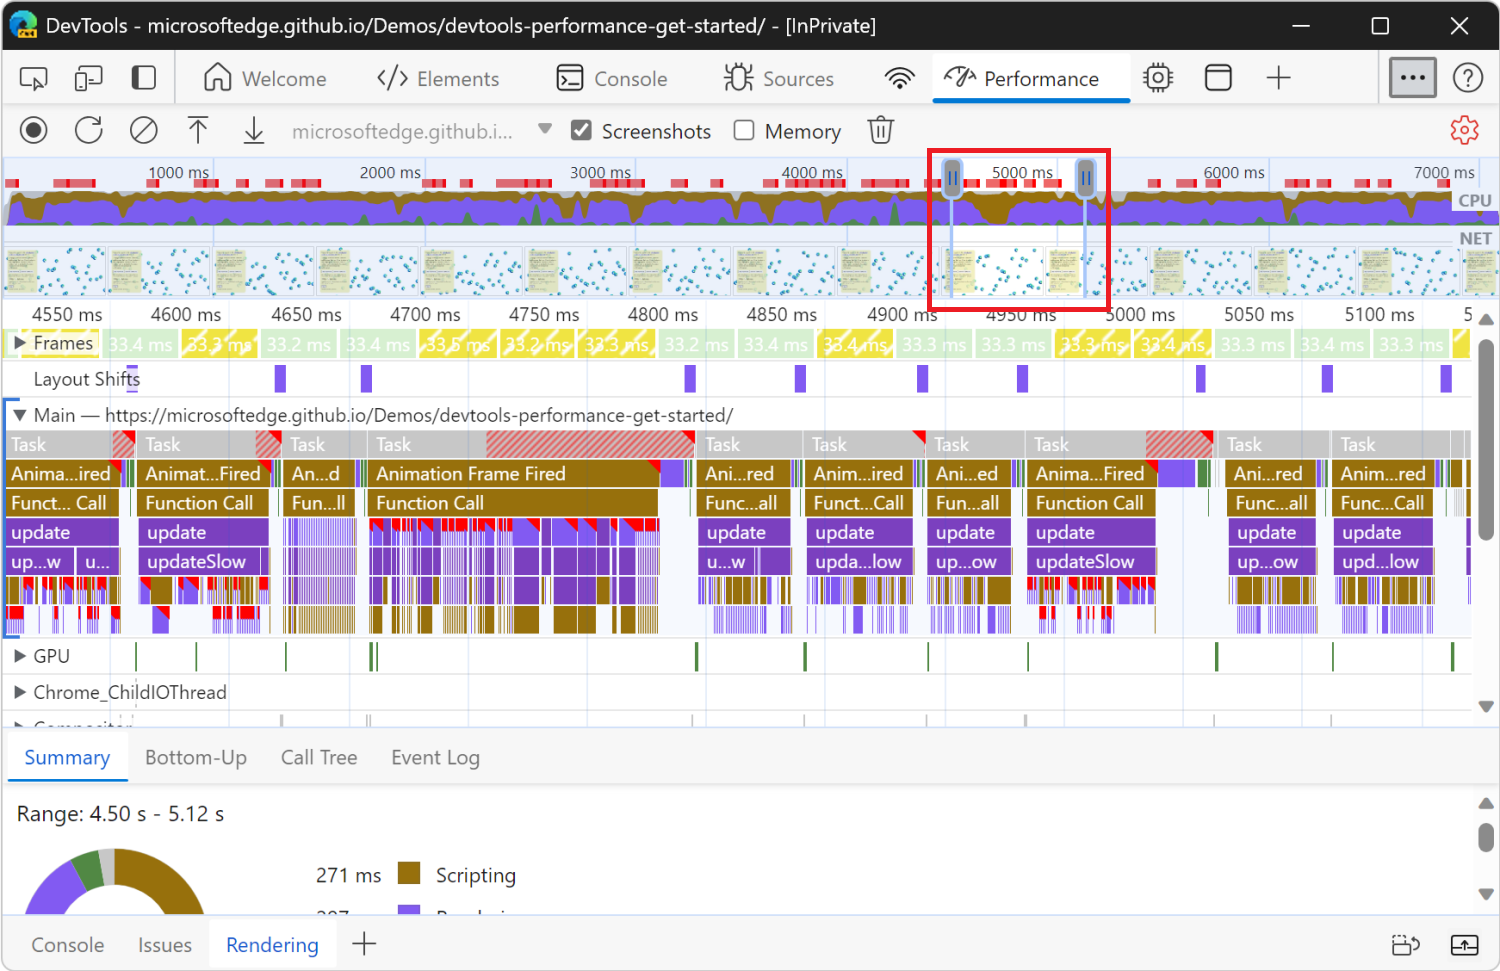 DevTools - microsoftedge.github.io/Demos/devtools-performance-get-started/ - [InPrivate]
Welcome </> Elements Console Sources Performance
microsoftedge.github.i... Screenshots Memory
1000 ms 2000 ms 3000 ms 4000 ms 5000 ms 6000 ms 7000 ms
CPU
NET
4550 ms 4600 ms 4650 ms 4700 ms 4750 ms 4800 ms 4850 ms 4900 ms 4950 ms 5000 ms 5050 ms 5100 ms 5
Frames 33.4 ms 33.3 ms 33.2 ms 33.4 ms 33.5 ms 33.2 ms 33.3 ms 33.2 ms 33.4 ms 33.4 ms 33.3 ms 33.3 ms 33.3 ms 33.4 ms 33.3 ms 33.4 ms 33.3 ms
Layout Shifts
Main — https://microsoftedge.github.io/Demos/devtools-performance-get-started/
Task Task Task Task Task Task Task Task Task Task
Anima...ired Animat...Fired An...d Animation Frame Fired Ani...red Anim...ired Ani...ed Anima...Fired Ani...red Anim...red
Funct... Call Function Call Fun...ll Function Call Func...all Funct...Call Fun...all Function Call Func...all Func...Call
update update update update update update update update
up...w u... updateSlow u...w upda...low up...ow updateSlow up...ow upd...low
GPU
Chrome_ChildIOThread
Summary Bottom-Up Call Tree Event Log
Range: 4.50 s - 5.12 s
271 ms Scripting
Console Issues Rendering